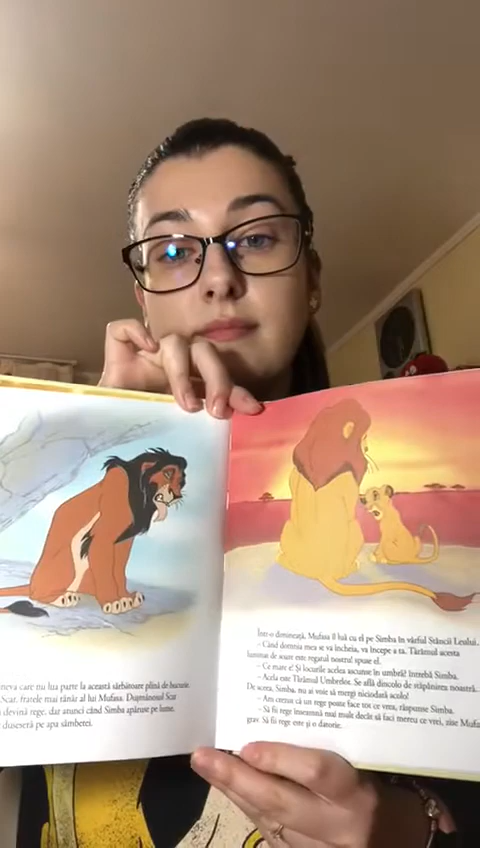 neva care nu lua parte la această sărbătoare plină de bucurie.
Scar, fratele mai tânăr al lui Mufasa. Dușmănosul Scar
devină rege, dar atunci când Simba apăruse pe lume,
duseseră pe apa sâmbetei.
Într-o dimineață, Mufasa îl luă cu el pe Simba în vârful Stâncii Leului.
– Când domnia mea se va încheia, va începe a ta. Tărâmul acesta
luminat de soare este regatul nostru! spuse el.
– Ce mare e! Și locurile acelea ascunse în umbră? întrebă Simba.
– Acela este Tărâmul Umbrelor. Se află dincolo de stăpânirea noastră.
De aceea, Simba, nu ai voie să mergi niciodată acolo!
– Am crezut că un rege poate face tot ce vrea, răspunse Simba.
– Să fii rege înseamnă mai mult decât să faci mereu ce vrei, zise Mufa
grav. Să fii rege este și o datorie.